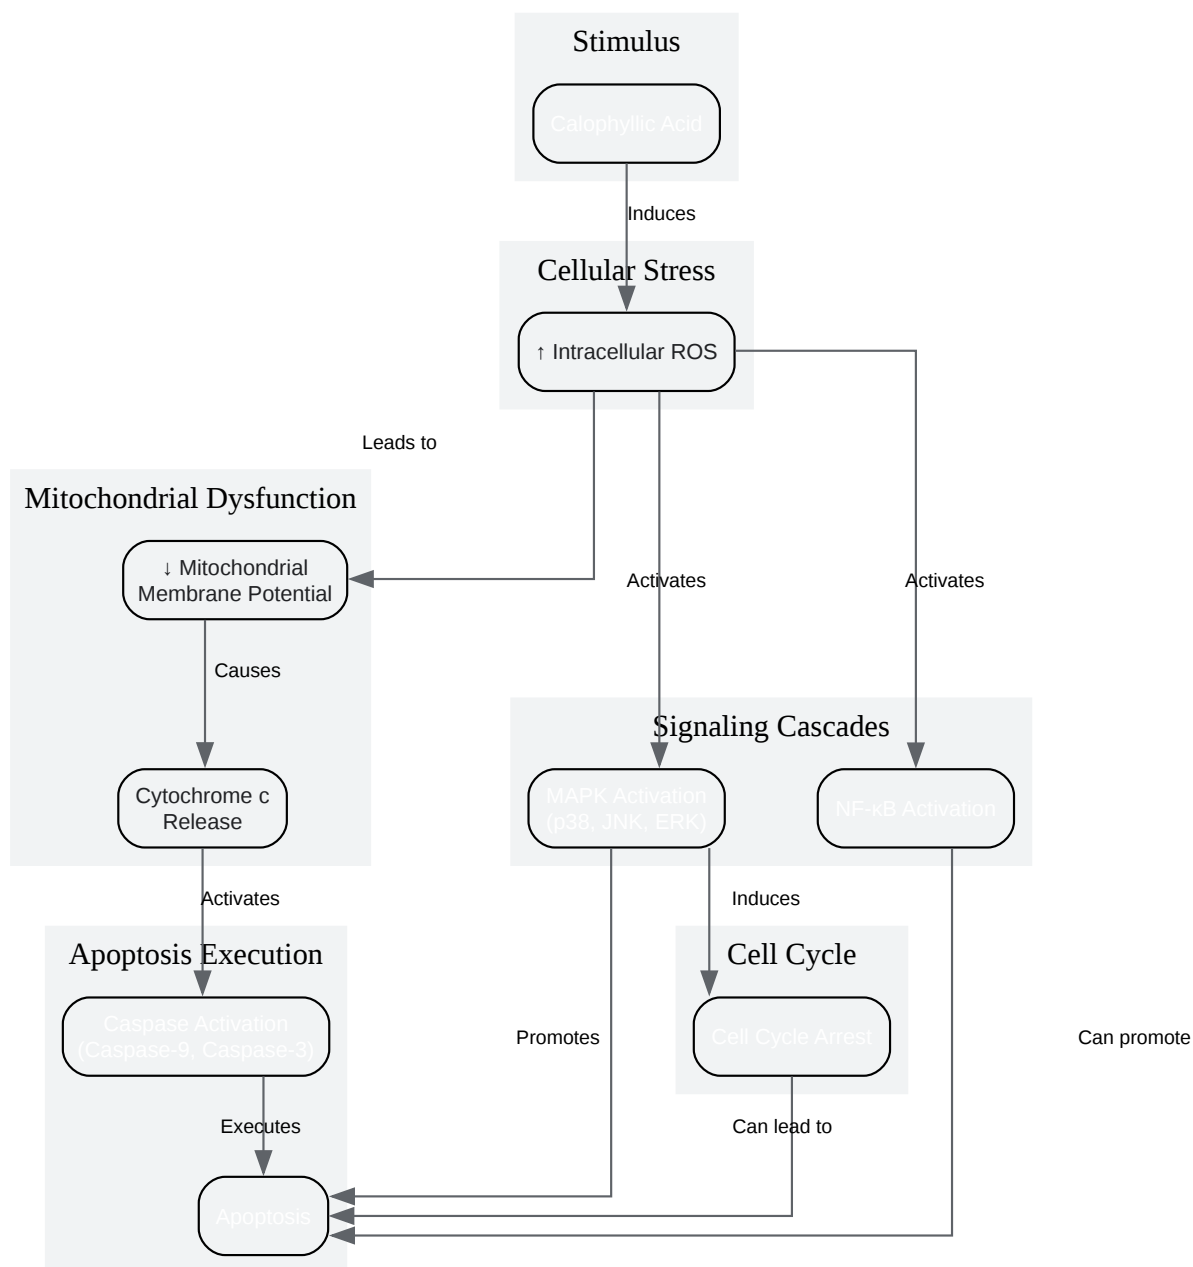 Stimulus
Calophyllic Acid
Induces
Cellular Stress
↑ Intracellular ROS
Leads to
Mitochondrial Dysfunction
↓ Mitochondrial
Membrane Potential
Activates
Activates
Causes
Signaling Cascades
Cytochrome c
Release
MAPK Activation
(p38, JNK, ERK)
NF-κB Activation
Activates
Induces
Apoptosis Execution
Cell Cycle
Caspase Activation
(Caspase-9, Caspase-3)
Promotes
Cell Cycle Arrest
Can promote
Executes
Can lead to
Apoptosis